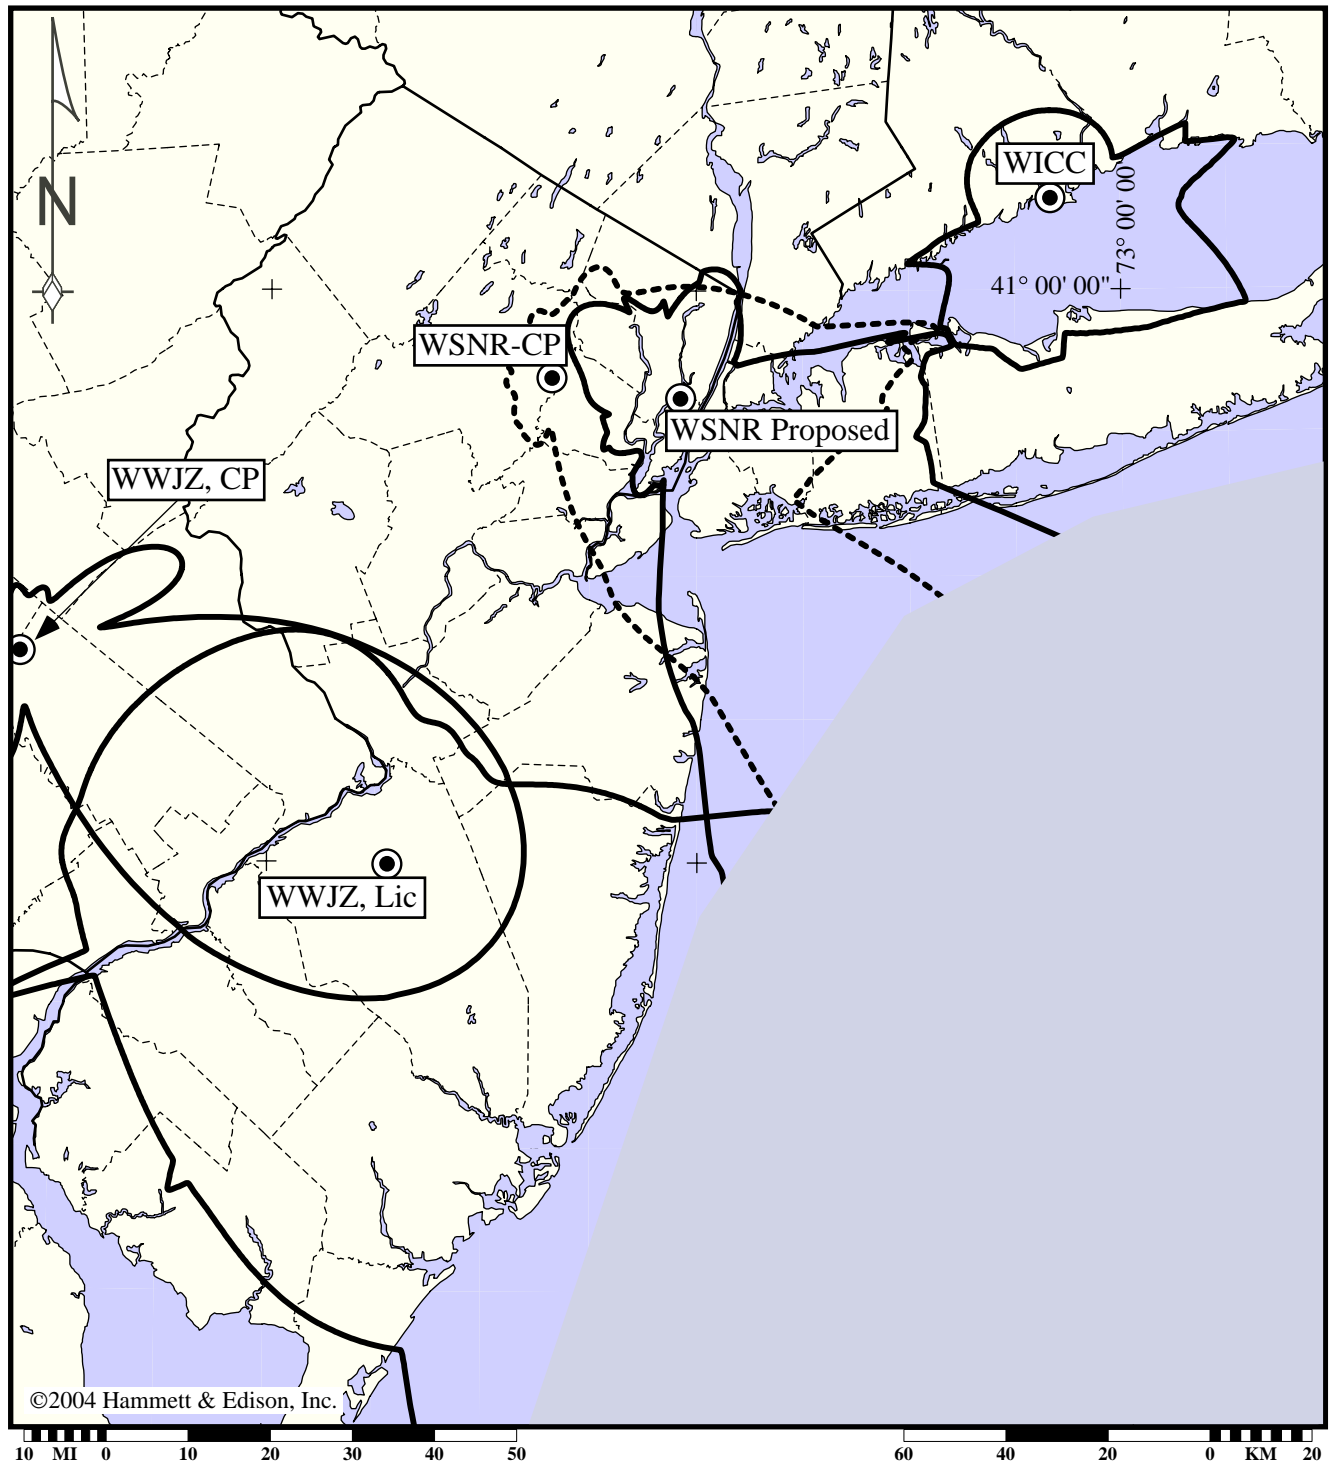 N
WICC
73° 00' 00
41° 00' 00"
WSNR-CP
WSNR Proposed
WWJZ, CP
WWJZ, Lic
©2004 Hammett & Edison, Inc.
10 MI 0 10 20 30 40 50
60 40 20 0 KM 20